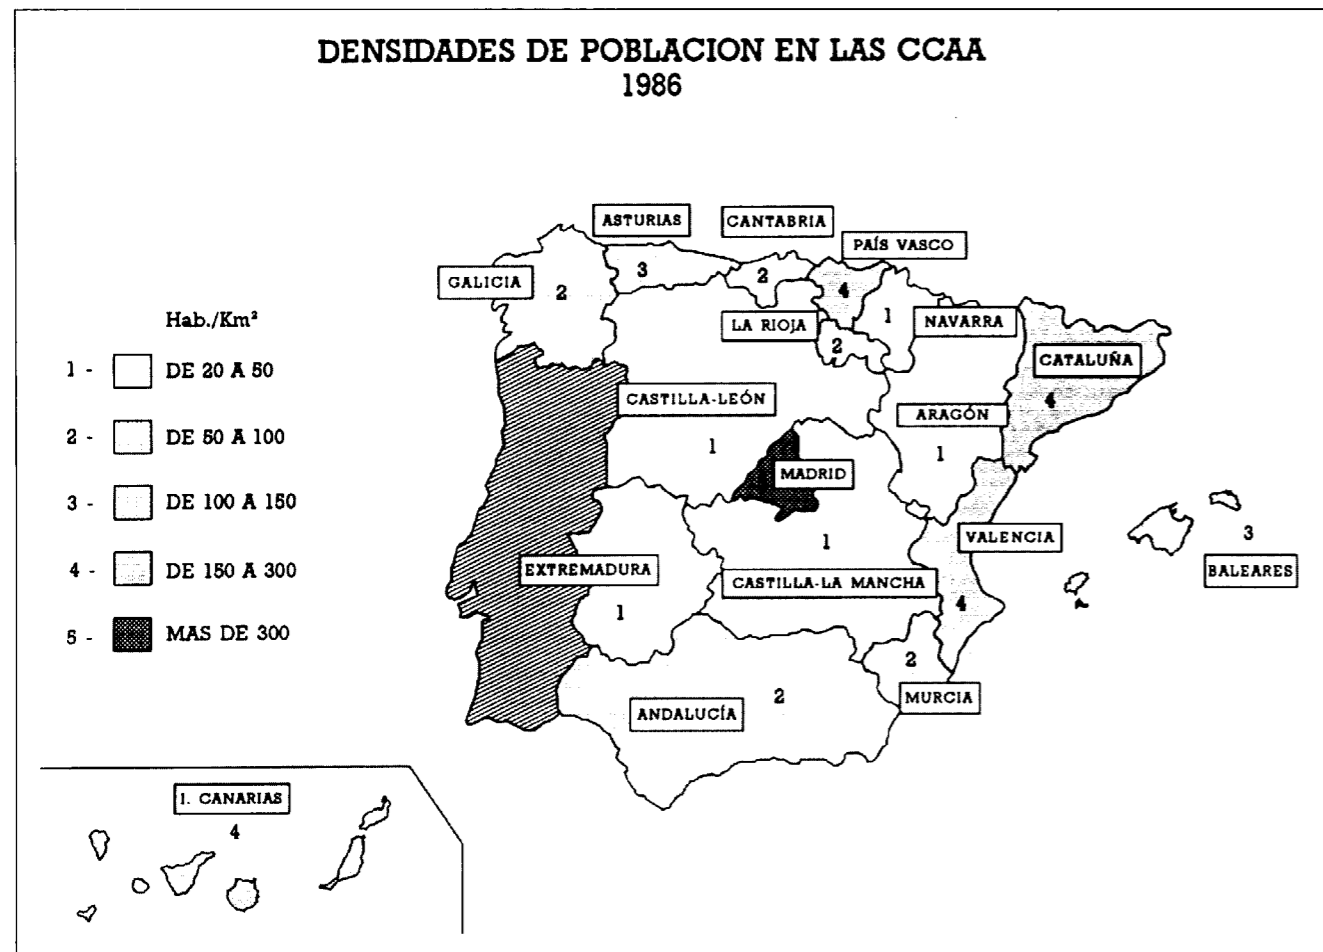 DENSIDADES DE POBLACION EN LAS CCAA
1986
ASTURIAS
CANTABRIA
PAÍS VASCO
GALICIA
3
2
4
2
LA RIOJA
1
NAVARRA
2
CATALUÑA
4
Hab./Km²
1 - DE 20 A 50
2 - DE 50 A 100
3 - DE 100 A 150
4 - DE 150 A 300
5 - MAS DE 300
CASTILLA-LEÓN
1
ARAGÓN
1
MADRID
VALENCIA
4
3
BALEARES
EXTREMADURA
1
1
CASTILLA-LA MANCHA
2
MURCIA
2
ANDALUCÍA
I. CANARIAS
4